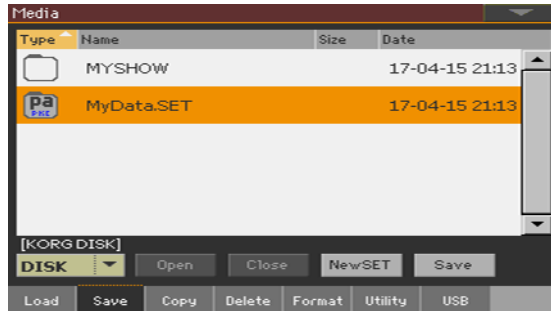 Media
Type Name Size Date
MYSHOW 17-04-15 21:13
Pa PKG MyData.SET 17-04-15 21:13
[KORG DISK]
DISK Open Close NewSET Save
Load Save Copy Delete Format Utility USB